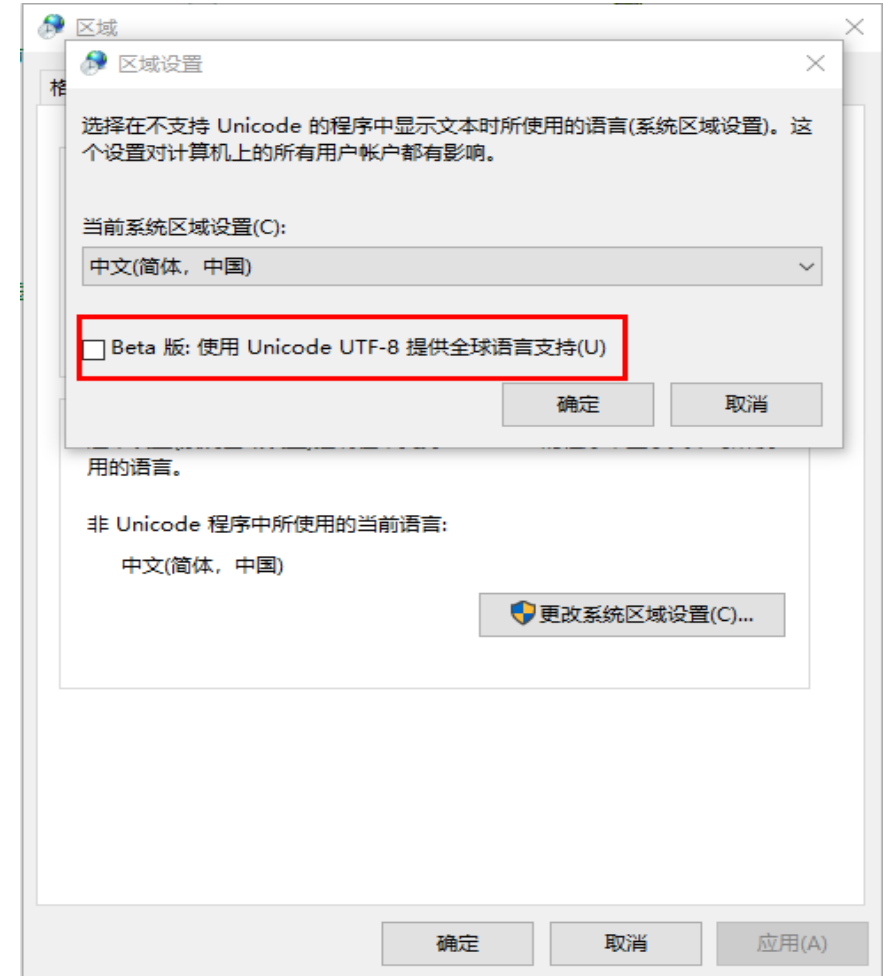 区域
区域设置
格
选择在不支持 Unicode 的程序中显示文本时所使用的语言(系统区域设置)。这
个设置对计算机上的所有用户帐户都有影响。
当前系统区域设置(C):
中文(简体，中国)
Beta 版: 使用 Unicode UTF-8 提供全球语言支持(U)
确定 取消
用的语言。
非 Unicode 程序中所使用的当前语言:
中文(简体，中国)
更改系统区域设置(C)...
确定 取消 应用(A)